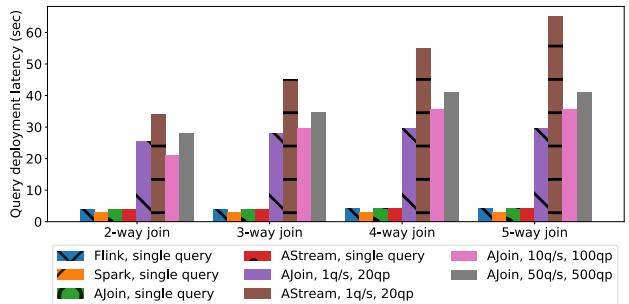 Query deployment latency (sec)
60
50
40
30
20
10
0
2-way join 3-way join 4-way join 5-way join
Flink, single query
Spark, single query
AJoin, single query
AStream, single query
AJoin, 1q/s, 20qp
AStream, 1q/s, 20qp
AJoin, 10q/s, 100qp
AJoin, 50q/s, 500qp